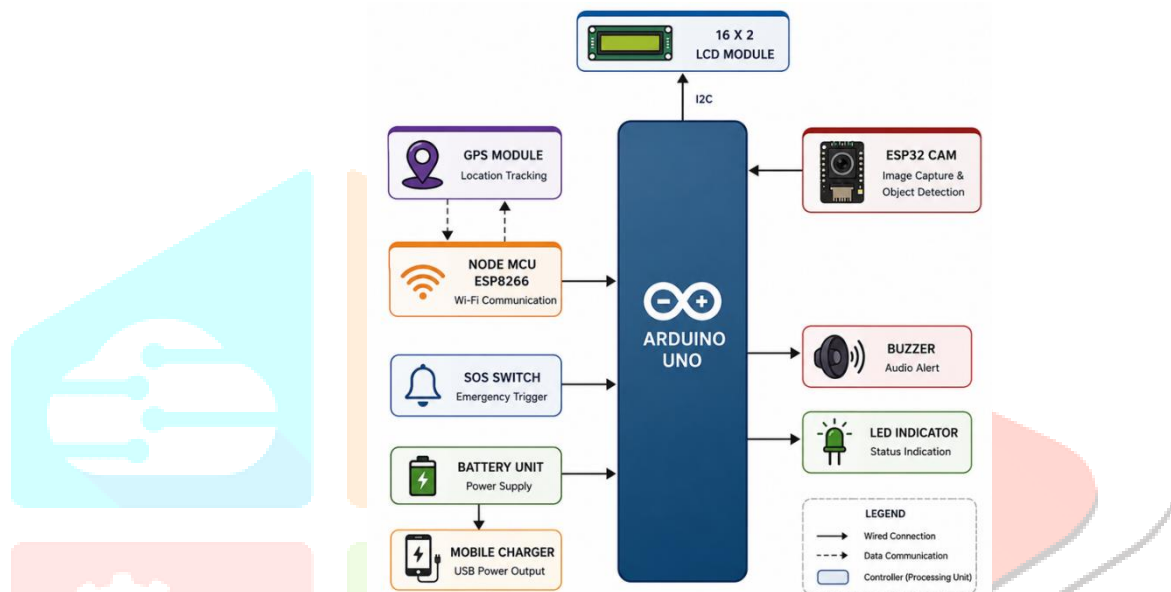 16 X 2
LCD MODULE
I2C
GPS MODULE
Location Tracking
ESP32 CAM
Image Capture &
Object Detection
NODE MCU
ESP8266
Wi-Fi Communication
ARDUINO
UNO
SOS SWITCH
Emergency Trigger
BUZZER
Audio Alert
BATTERY UNIT
Power Supply
LED INDICATOR
Status Indication
MOBILE CHARGER
USB Power Output
LEGEND
Wired Connection
Data Communication
Controller (Processing Unit)